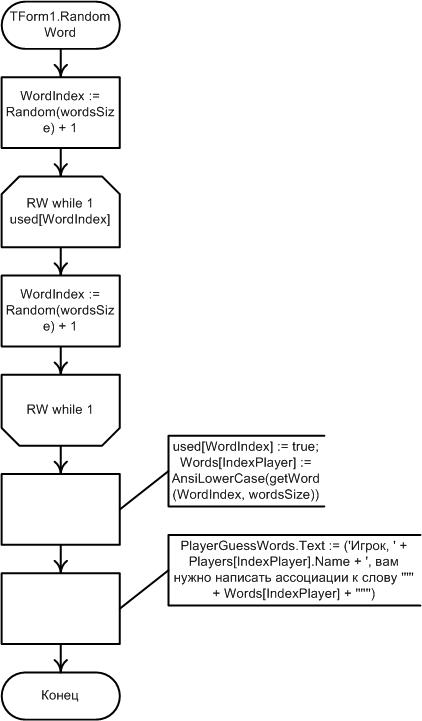 TForm1.Random
Word
WordIndex :=
Random(wordsSiz
e) + 1
RW while 1
used[WordIndex]
WordIndex :=
Random(wordsSiz
e) + 1
RW while 1
used[WordIndex] := true;
Words[IndexPlayer] :=
AnsiLowerCase(getWord
(WordIndex, wordsSize))
PlayerGuessWords.Text := ('Игрок, ' +
Players[IndexPlayer].Name + ', вам
нужно написать ассоциации к слову """
+ Words[IndexPlayer] + """)
Конец